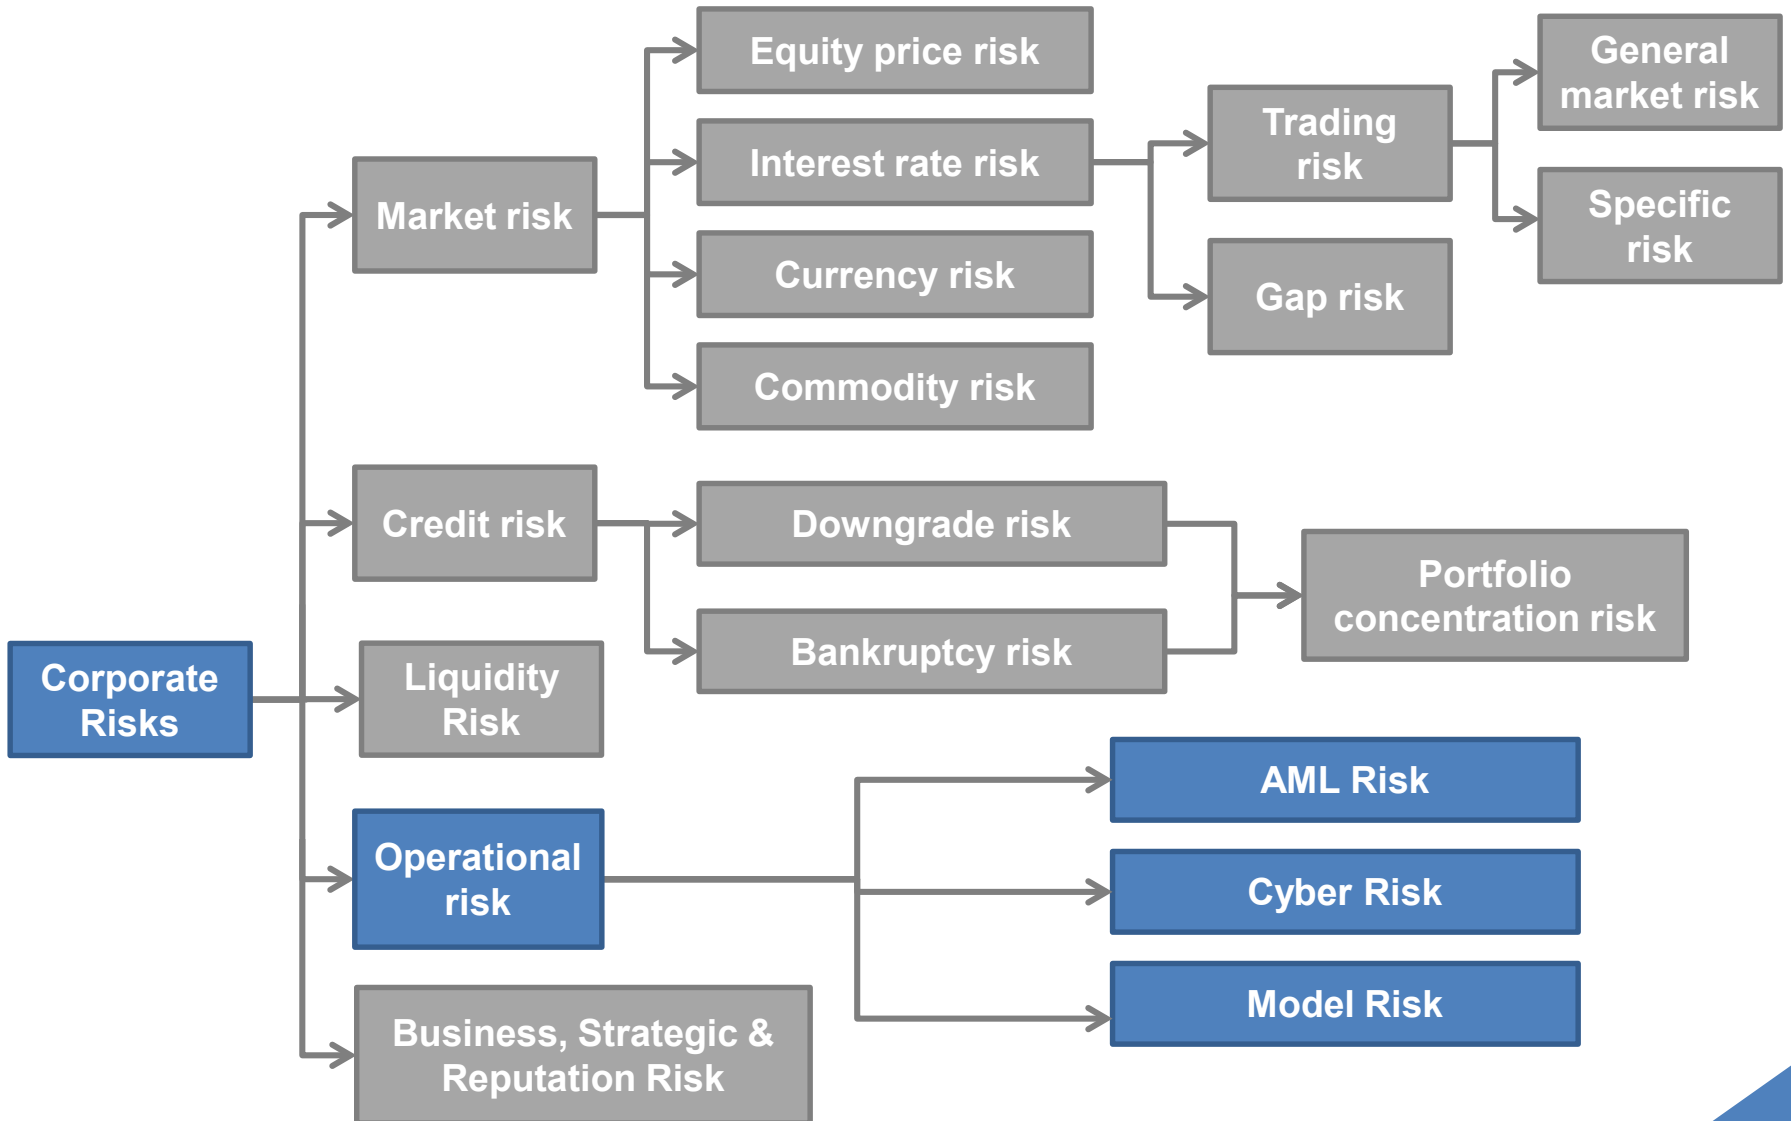 Equity price risk
General
market risk
Trading
risk
Interest rate risk
Market risk
Specific
risk
Currency risk
Gap risk
Commodity risk
Credit risk
Downgrade risk
Portfolio
concentration risk
Bankruptcy risk
Corporate
Risks
Liquidity
Risk
AML Risk
Operational
risk
Cyber Risk
Model Risk
Business, Strategic &
Reputation Risk